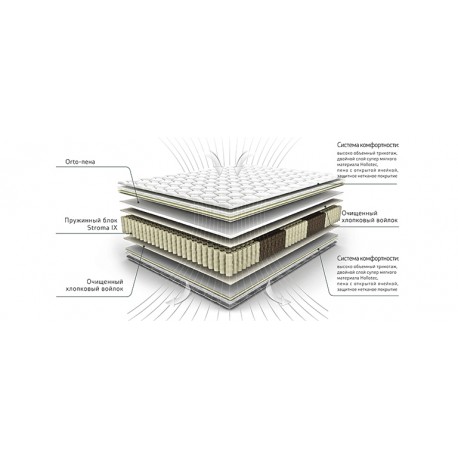 Orto-пена
Пружинный блок
Stroma IX
Очищенный
хлопковый войлок
Система комфортности:
высоко объемный трикотаж,
двойной слой супер мягкого
материала Hollotec,
пена с открытой ячейкой,
защитное нетканое покрытие
Очищенный
хлопковый войлок
Система комфортности:
высоко объемный трикотаж,
двойной слой супер мягкого
материала Hollotec,
пена с открытой ячейкой,
защитное нетканое покрытие